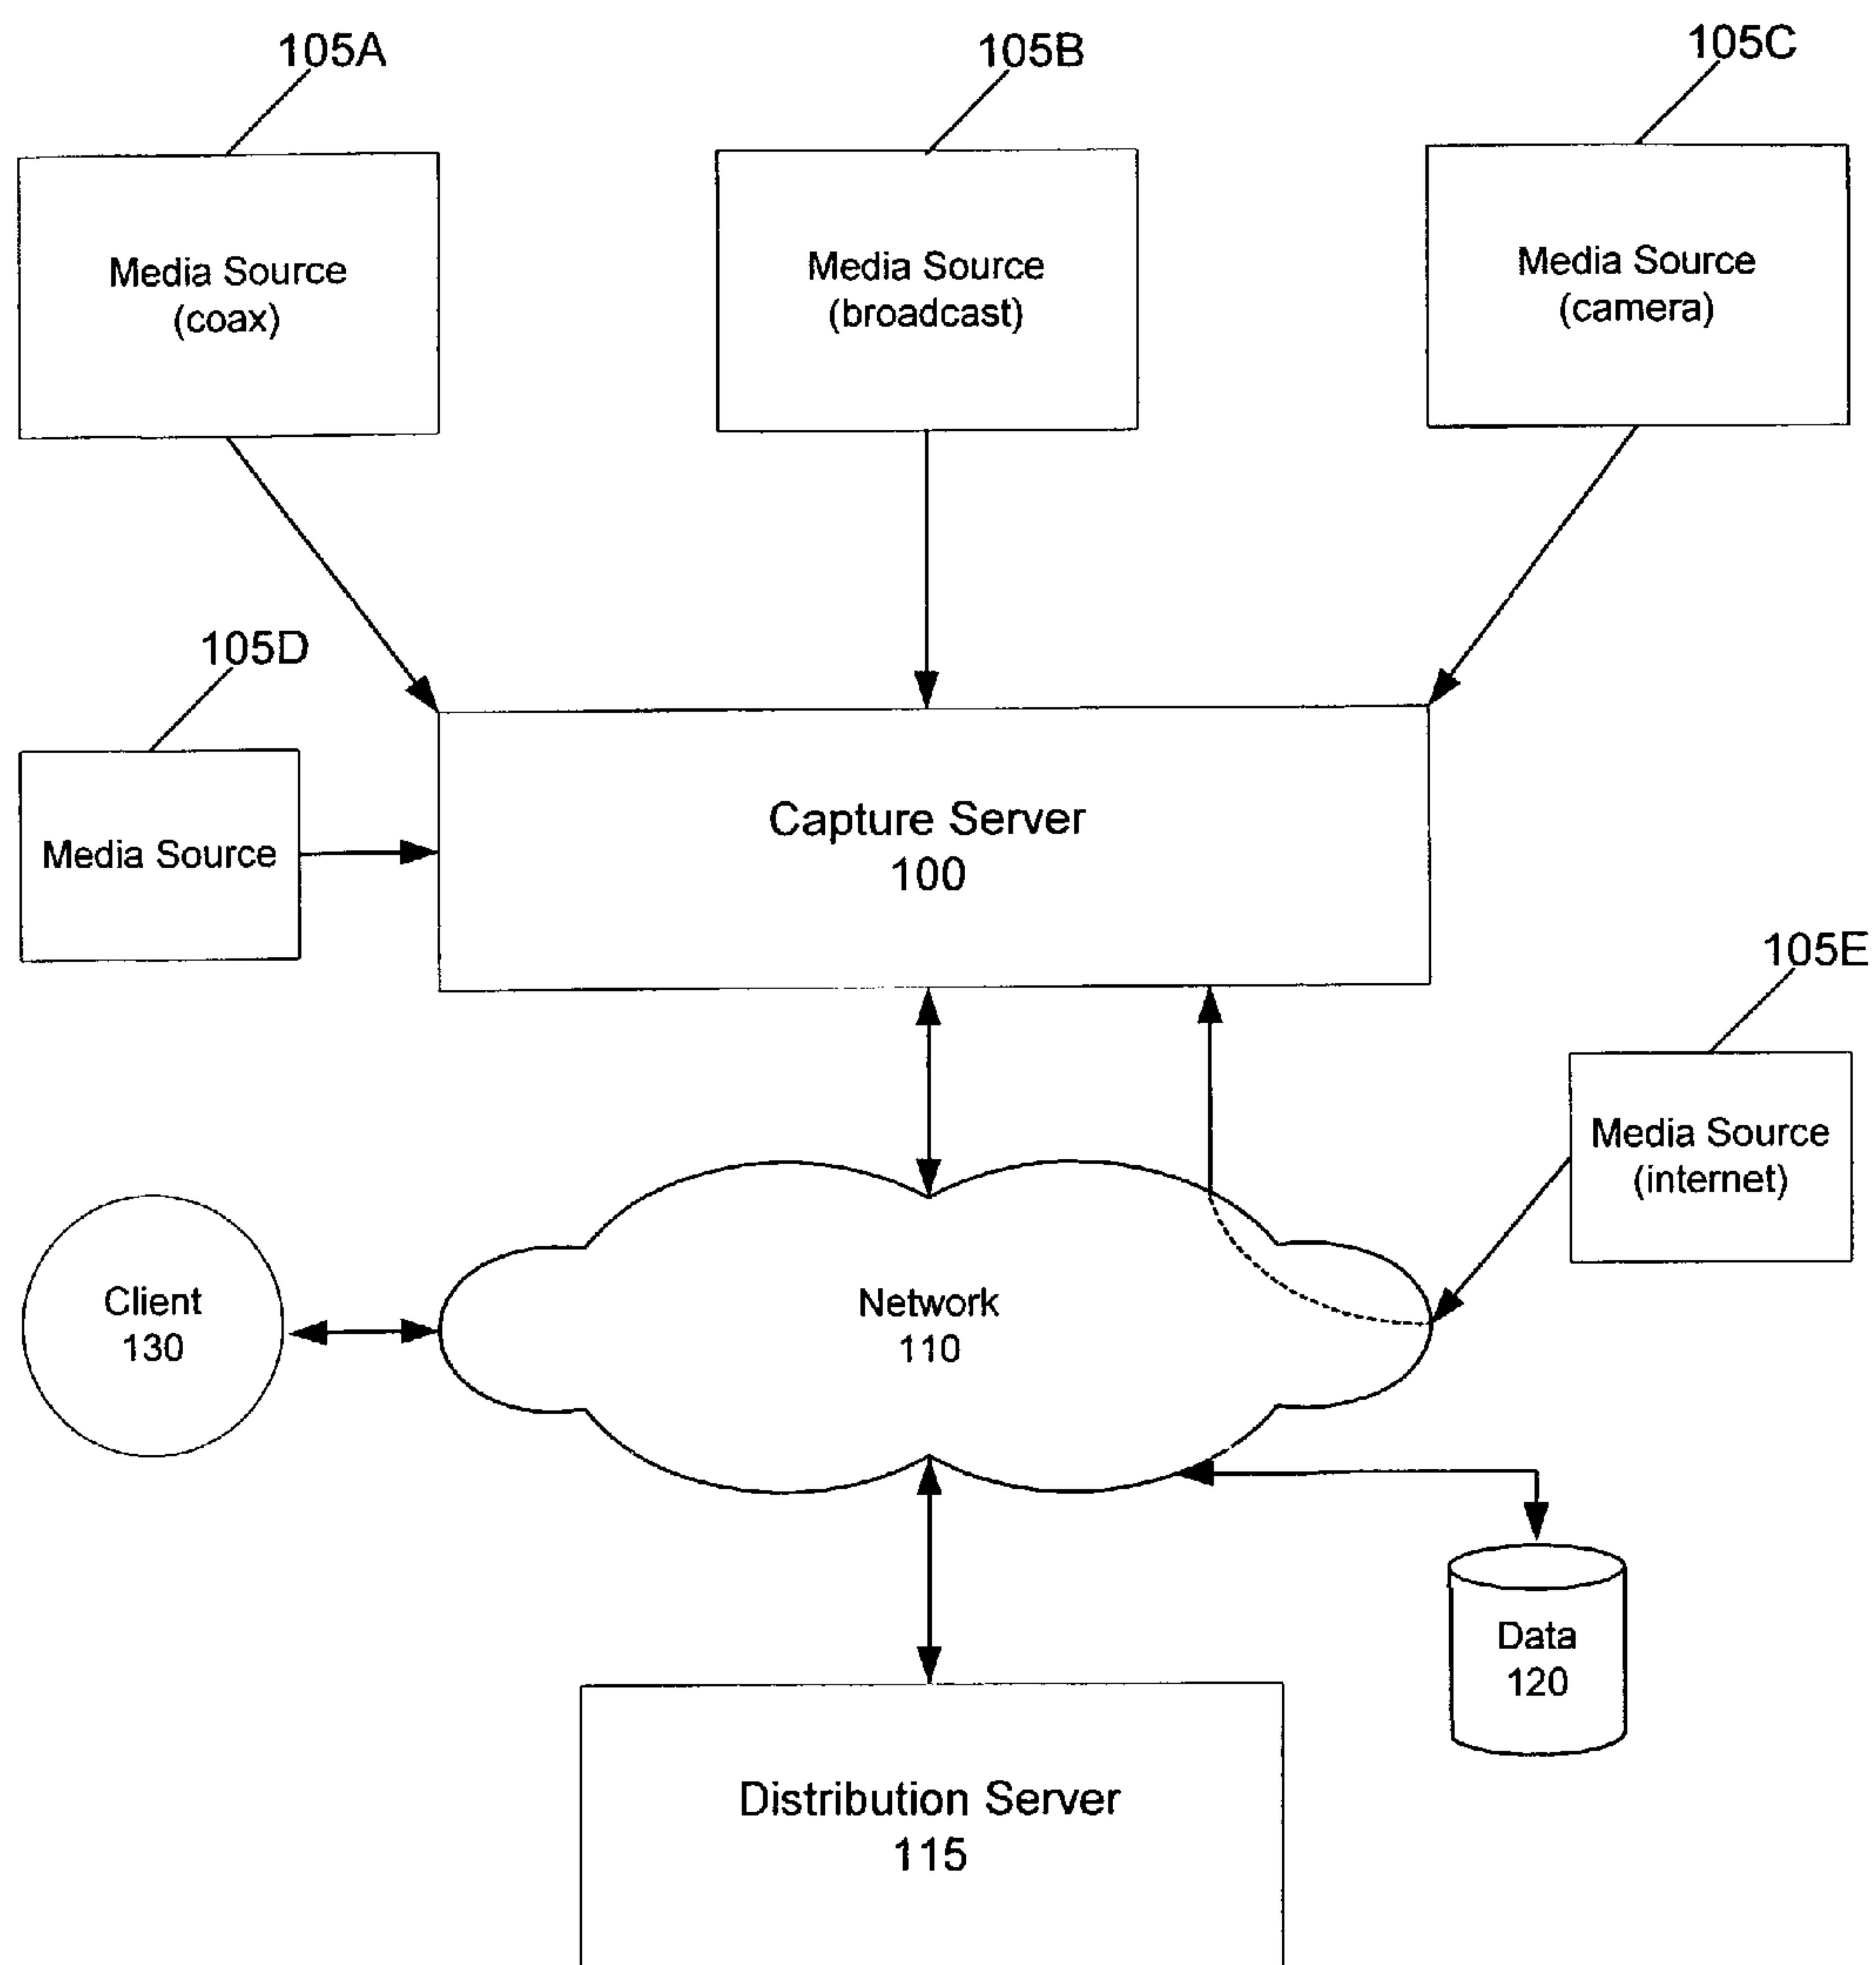 105A
105B
105C
Media Source
(coax)
Media Source
(broadcast)
Media Source
(camera)
105D
Media Source
Capture Server
100
105E
Media Source
(internet)
Client
130
Network
110
Data
120
Distribution Server
115